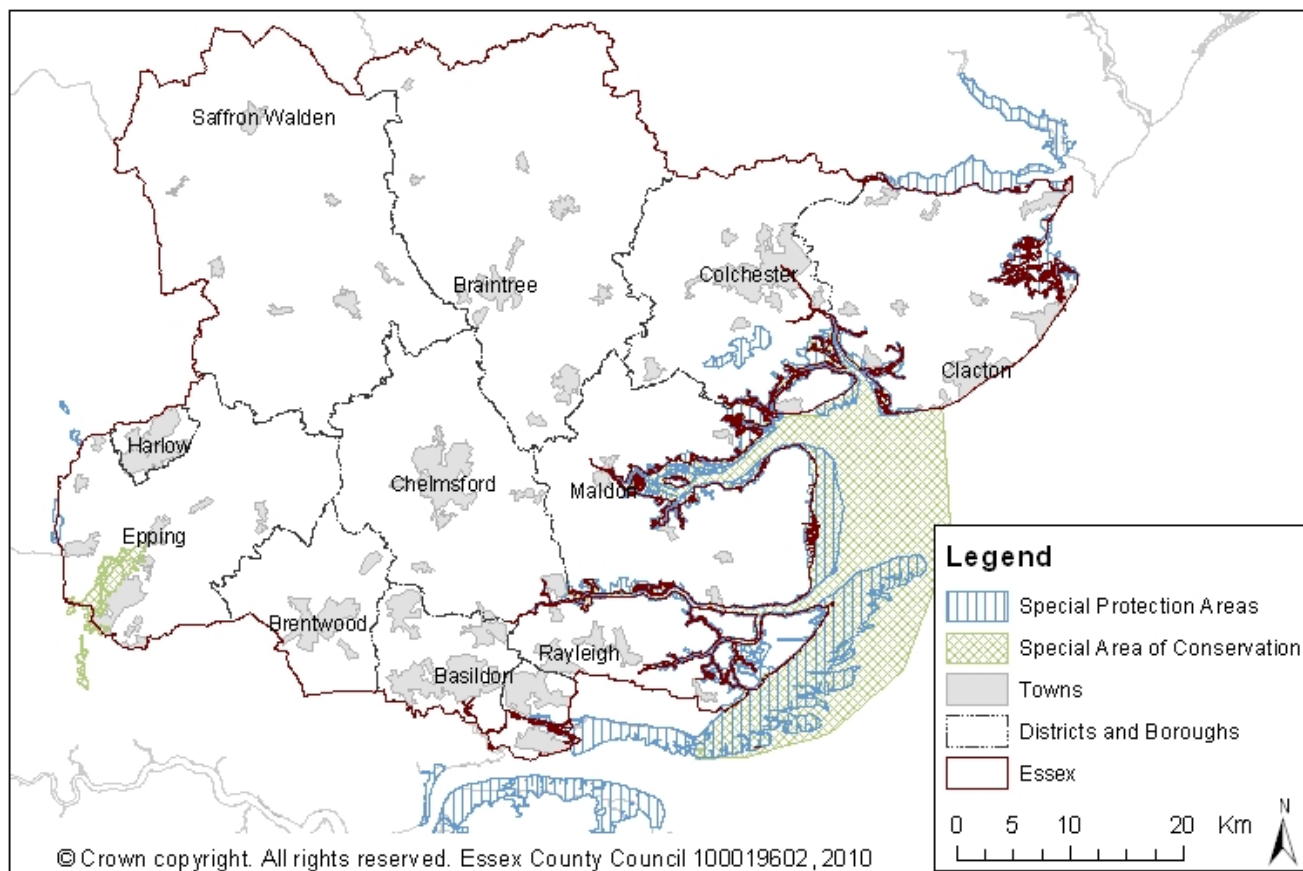 Saffron Walden
Braintree
Colchester
Clacton
Harlow
Chelmsford
Maldon
Epping
Brentwood
Rayleigh
Basildon
Legend
Special Protection Areas
Special Area of Conservation
Towns
Districts and Boroughs
Essex
N
0 5 10 20 Km
© Crown copyright. All rights reserved. Essex County Council 100019602, 2010